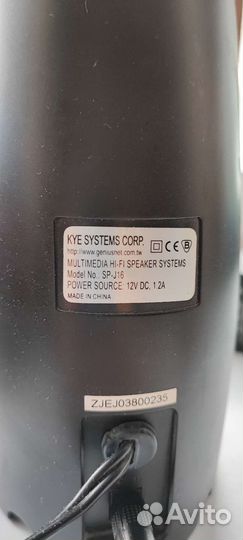 KYE SYSTEMS CORP.
http://www.geniusnet.com.tw
MULTIMEDIA HI-FI SPEAKER SYSTEMS
Model No.: SP-J16
POWER SOURCE: 12V DC, 1.2A
MADE IN CHINA
ZJEJ03800235
Avito